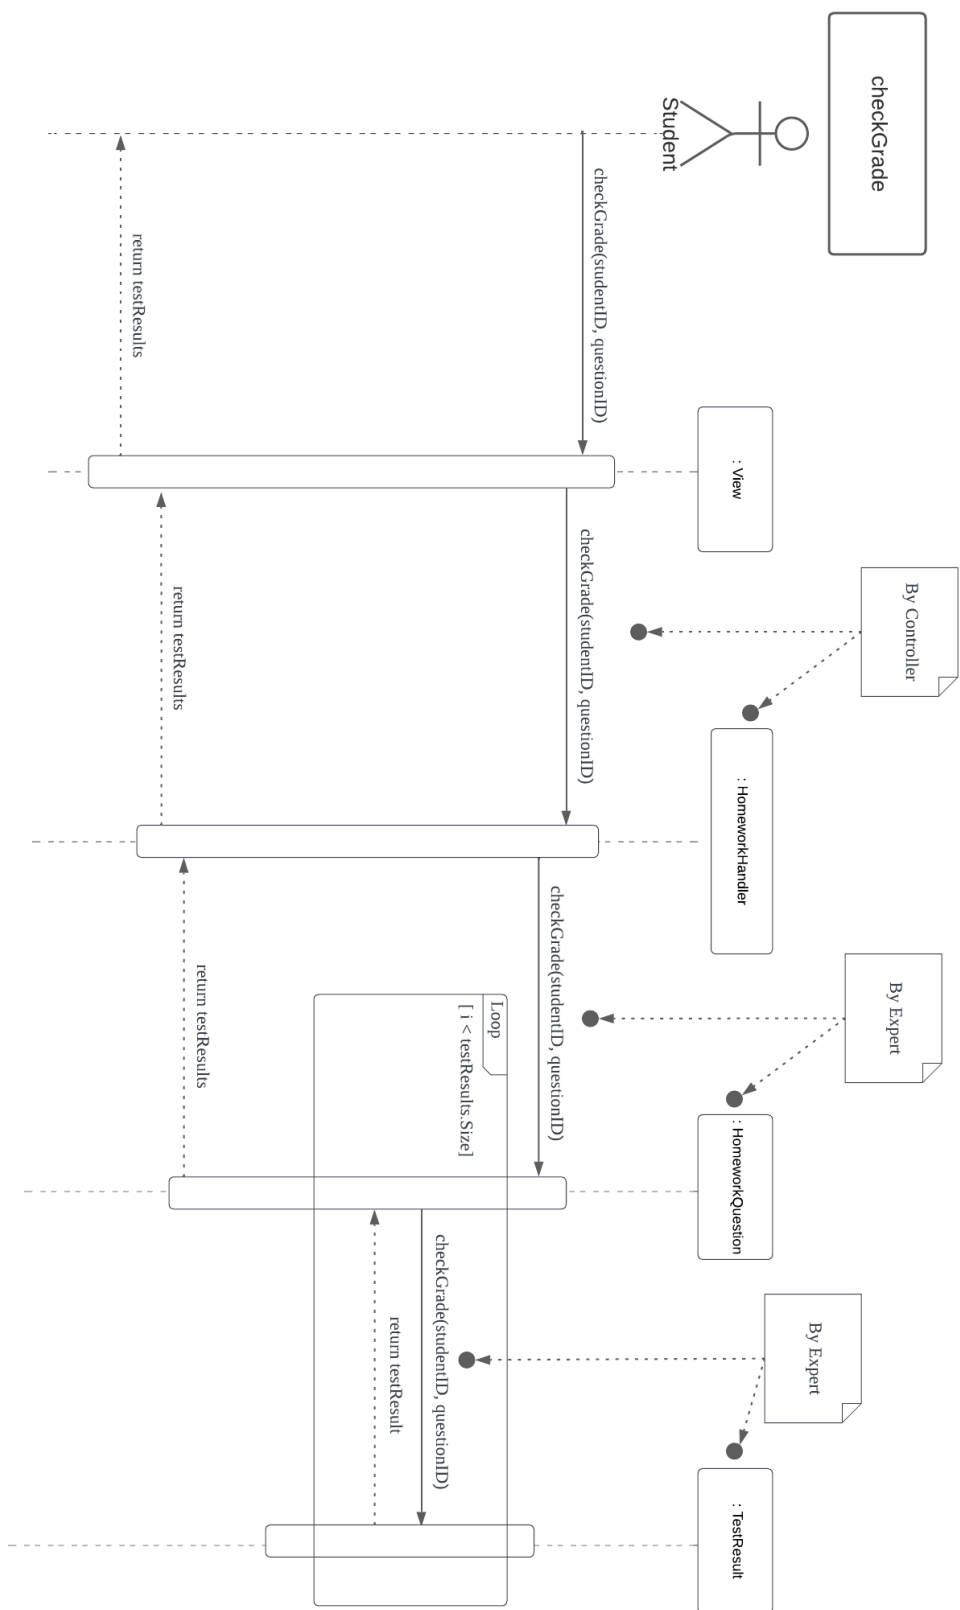 checkGrade
Student
: View
By Controller
: HomeworkHandler
By Expert
: HomeworkQuestion
By Expert
: TestResult
checkGrade(studentID, questionID)
checkGrade(studentID, questionID)
checkGrade(studentID, questionID)
Loop
[ i < testResults.Size]
checkGrade(studentID, questionID)
return testResult
return testResults
return testResults
return testResults